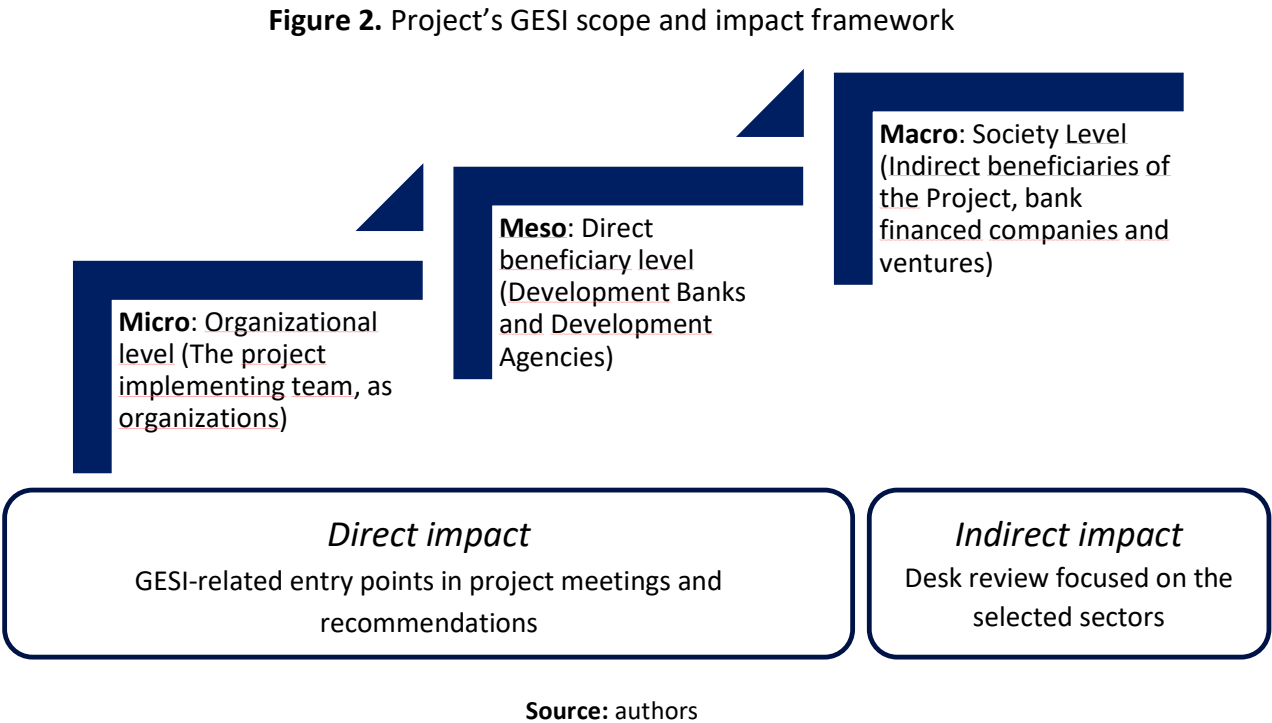 Figure 2. Project’s GESI scope and impact framework
Micro: Organizational
level (The project
implementing team, as
organizations)
Meso: Direct
beneficiary level
(Development Banks
and Development
Agencies)
Macro: Society Level
(Indirect beneficiaries of
the Project, bank
financed companies and
ventures)
Direct impact
GESI-related entry points in project meetings and
recommendations
Indirect impact
Desk review focused on the
selected sectors
Source: authors